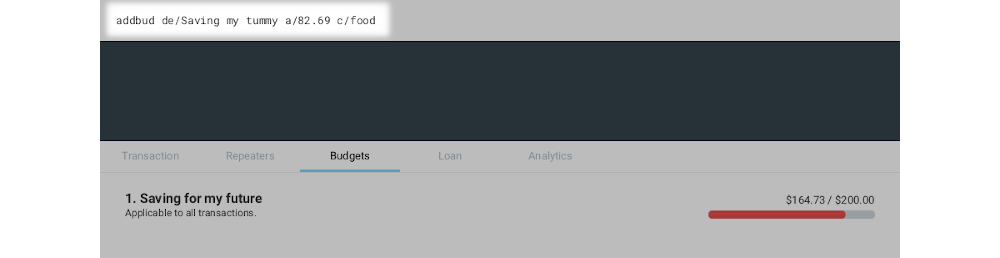 addbud de/Saving my tummy a/82.69 c/food
Transaction Repeaters Budgets Loan Analytics
1. Saving for my future
$164.73 / $200.00
Applicable to all transactions.